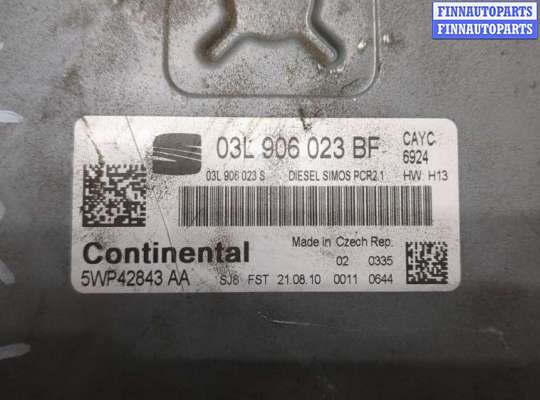 FINNAUTOPARTS
FINNAUTOPARTS
03L 906 023 BF CAYC
6924
03L 906 023 S DIESEL SIMOS PCR2.1 HW: H13
Continental
Made in Czech Rep.
02 0335
5WP42843 AA SJ6 FST 21.08.10 0011 0644